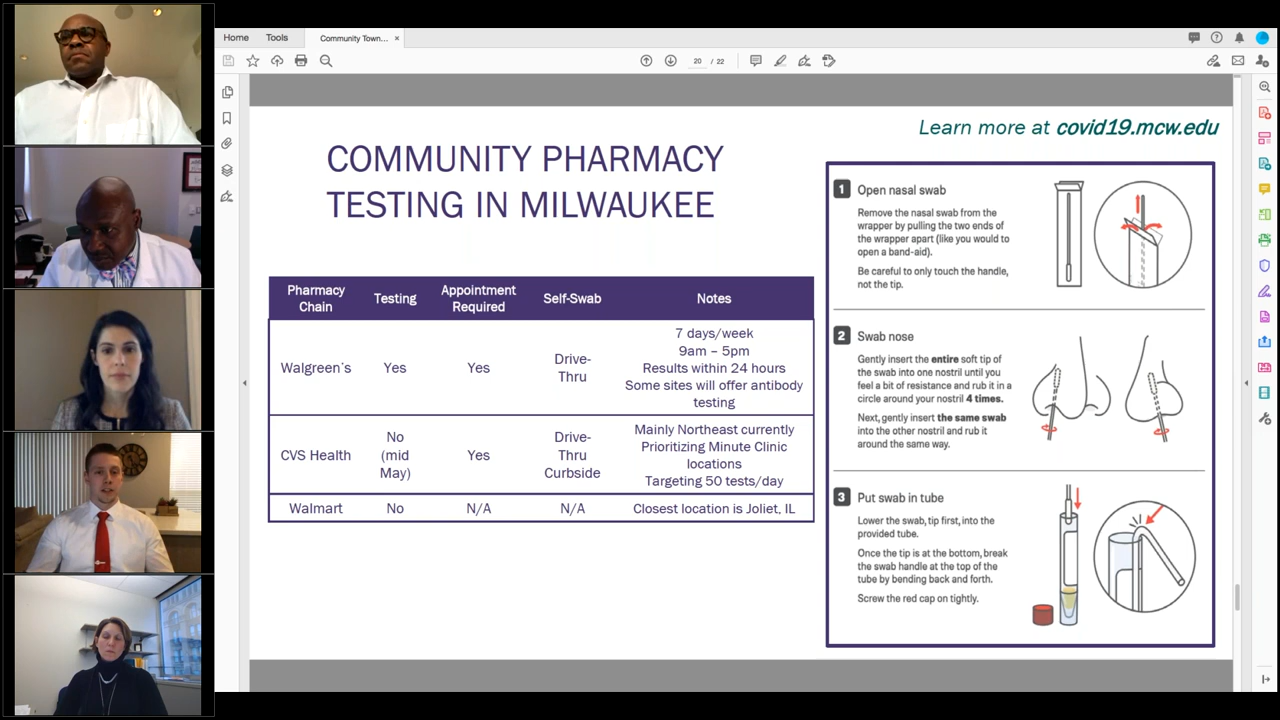 Home
Tools
Community Town...
20 / 22
Learn more at covid19.mcw.edu
COMMUNITY PHARMACY
TESTING IN MILWAUKEE
Pharmacy
Chain
Testing
Appointment
Required
Self-Swab
Notes
Walgreen's
Yes
Yes
Drive-
Thru
7 days/week
9am – 5pm
Results within 24 hours
Some sites will offer antibody
testing
CVS Health
No
(mid
May)
Yes
Drive-
Thru
Curbside
Mainly Northeast currently
Prioritizing Minute Clinic
locations
Targeting 50 tests/day
Walmart
No
N/A
N/A
Closest location is Joliet, IL
1 Open nasal swab
Remove the nasal swab from the
wrapper by pulling the two ends of
the wrapper apart (like you would to
open a band-aid).
Be careful to only touch the handle,
not the tip.
2 Swab nose
Gently insert the entire soft tip of
the swab into one nostril until you
feel a bit of resistance and rub it in a
circle around your nostril 4 times.
Next, gently insert the same swab
into the other nostril and rub it
around the same way.
3 Put swab in tube
Lower the swab, tip first, into the
provided tube.
Once the tip is at the bottom, break
the swab handle at the top of the
tube by bending back and forth.
Screw the red cap on tightly.